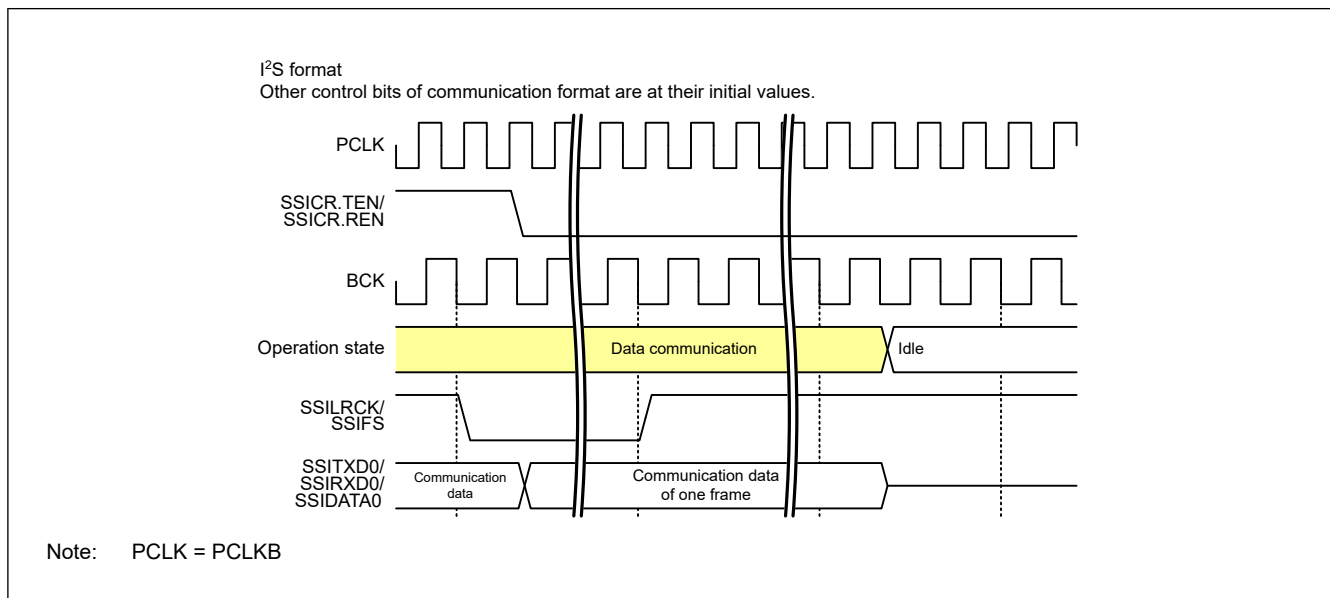 I²S format
Other control bits of communication format are at their initial values.
PCLK
SSICR.TEN/
SSICR.REN
BCK
Operation state
Data communication
Idle
SSILRCK/
SSIFS
SSITXD0/
SSIRXD0/
SSIDATA0
Communication
data
Communication data
of one frame
Note: PCLK = PCLKB